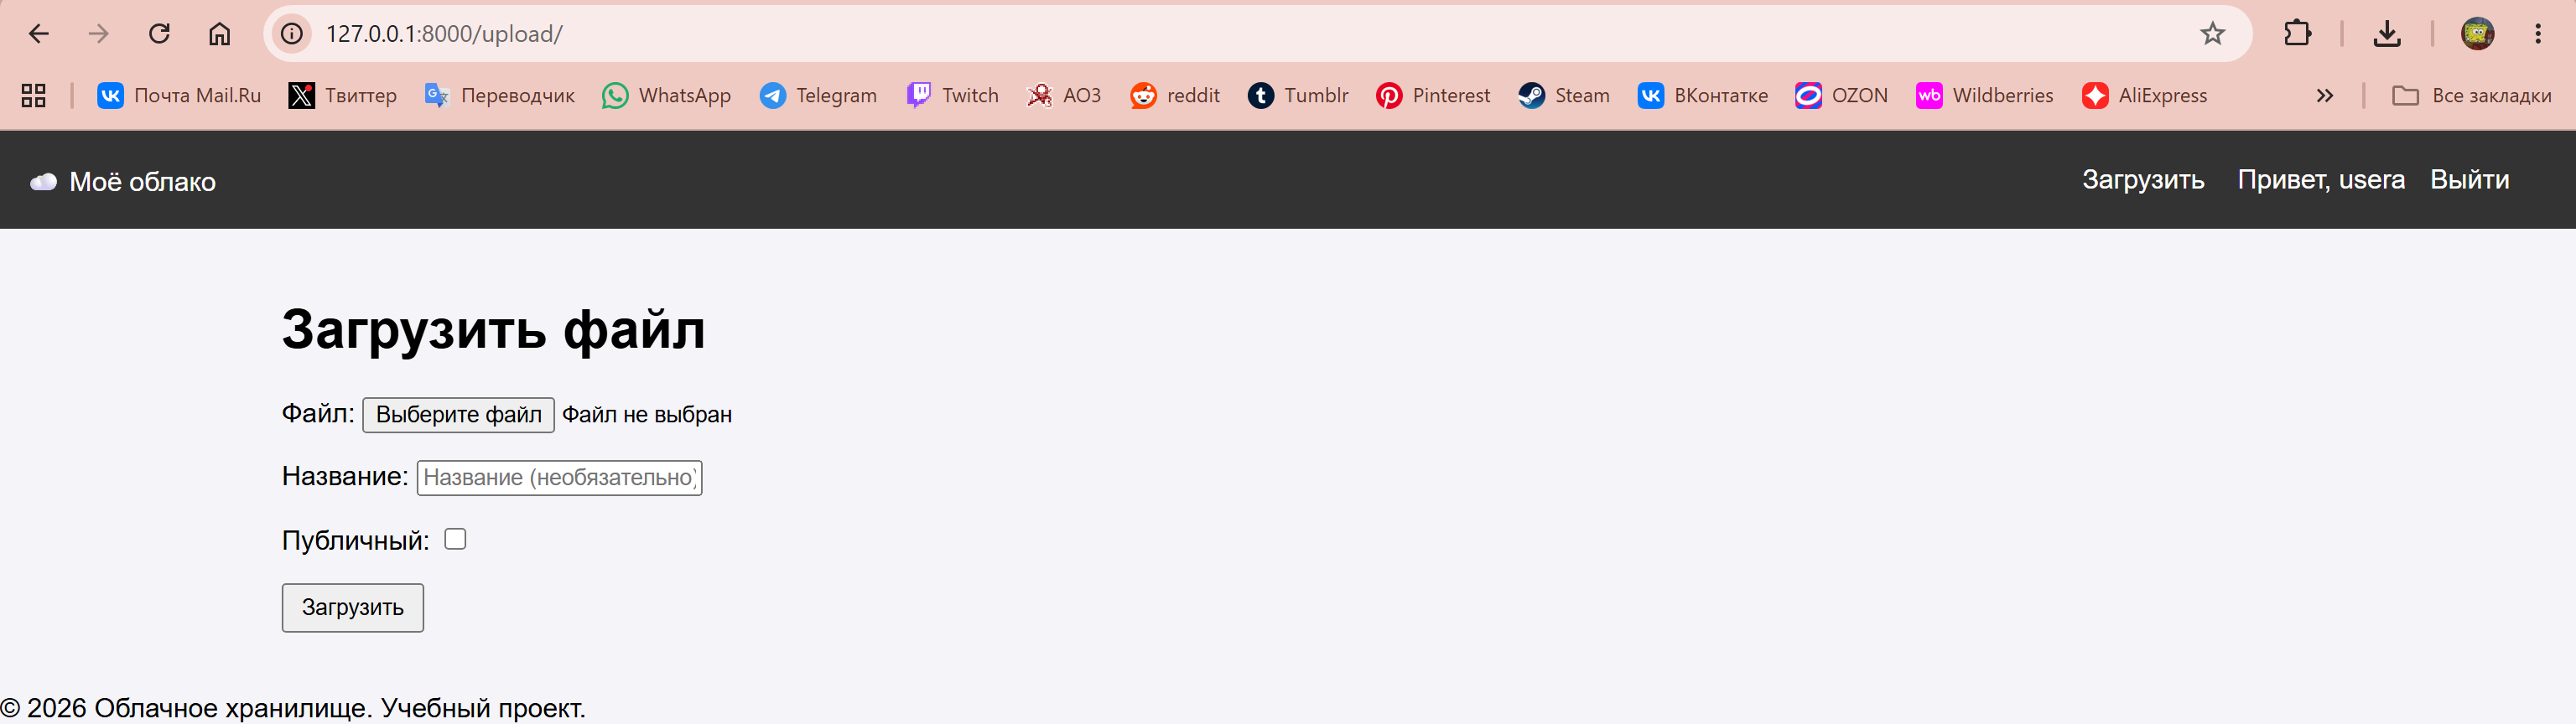 127.0.0.1:8000/upload/
Почта Mail.Ru Твиттер Переводчик WhatsApp Telegram Twitch AO3 reddit Tumblr Pinterest Steam ВКонтатке OZON Wildberries AliExpress Все закладки
Моё облако Загрузить Привет, usera Выйти
Загрузить файл
Файл: Выберите файл Файл не выбран
Название: Название (необязательно)
Публичный:
Загрузить
© 2026 Облачное хранилище. Учебный проект.